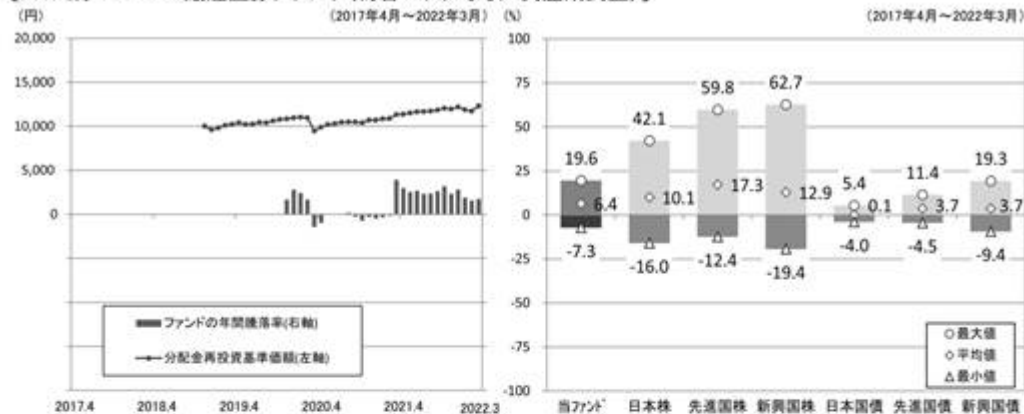 (円)
(2017年4月～2022年3月)
20,000
15,000
10,000
5,000
0
ファンドの年間騰落率(右軸)
分配金再投資基準価額(左軸)
2017.4 2018.4 2019.4 2020.4 2021.4 2022.3
(%)
(2017年4月～2022年3月)
100
75
50
25
0
-25
-50
-75
-100
19.6 42.1 59.8 62.7 5.4 11.4 19.3
6.4 10.1 17.3 12.9 0.1 3.7 3.7
-7.3 -16.0 -12.4 -19.4 -4.0 -4.5 -9.4
最大値
平均値
最小値
当ファンド 日本株 先進国株 新興国株 日本国債 先進国債 新興国債